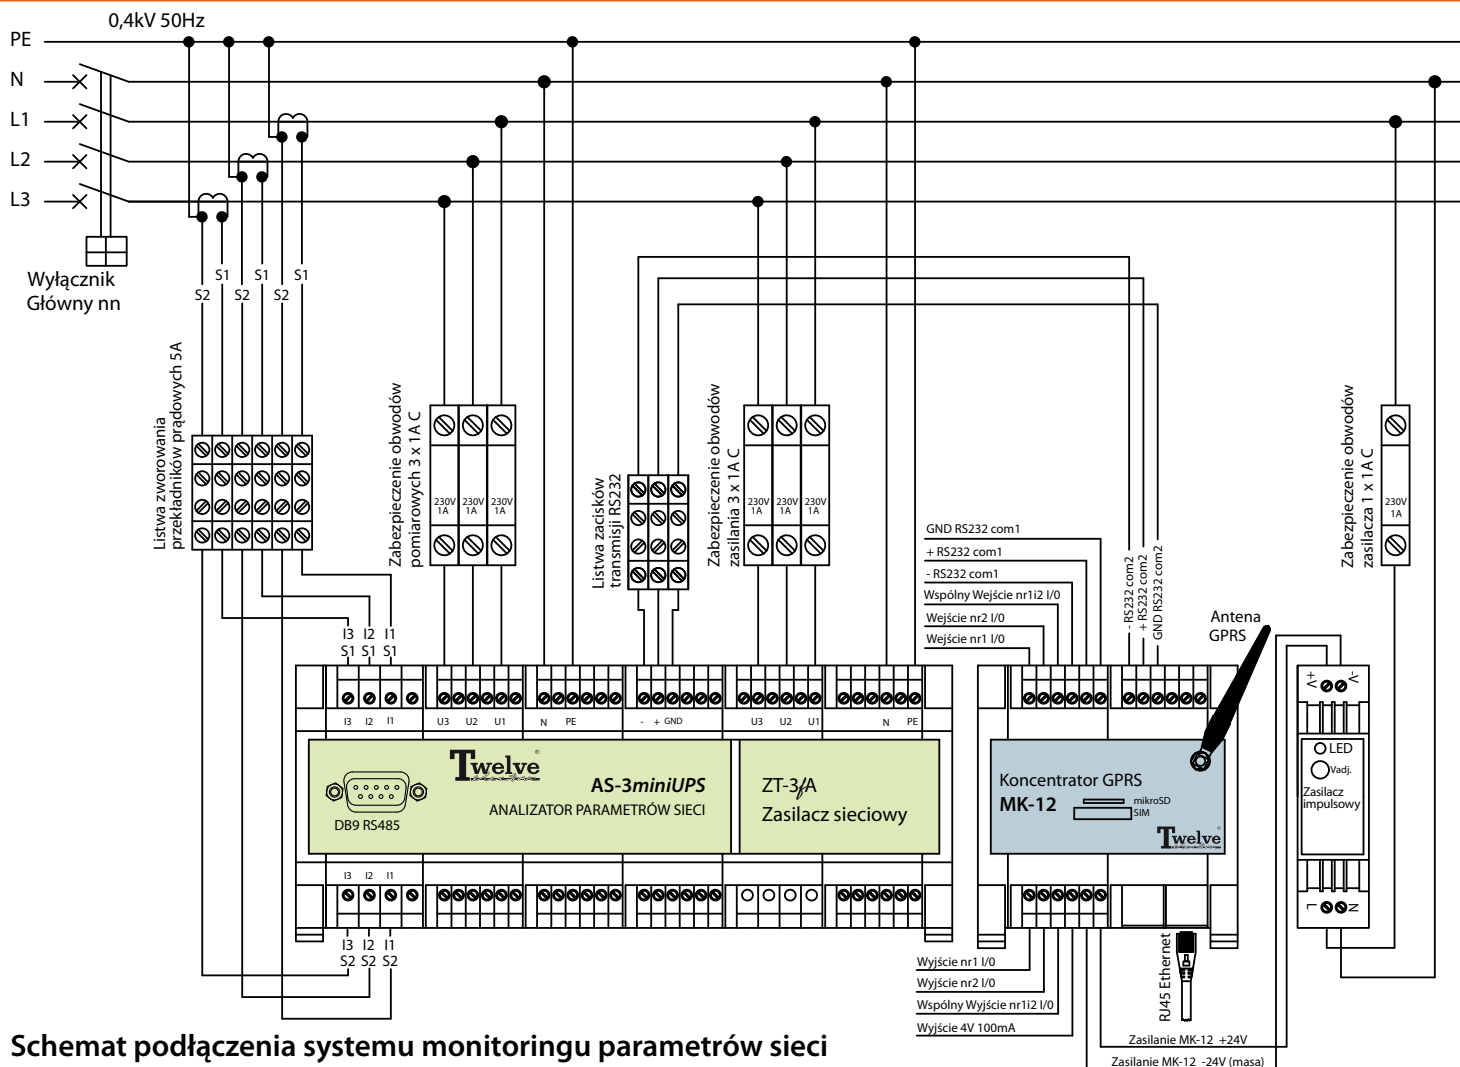 0,4kV 50Hz
PE
N
L1
L2
L3
Wyłącznik
Główny nn
S1
S1
S1
S2
S2
S2
Listwa zworowania
przekładników prądowych 5A
Zabezpieczenie obwodów
pomiarowych 3 x 1A C
230V
1A
230V
1A
230V
1A
Listwa zacisków
transmisji RS232
Zabezpieczenie obwodów
zasilania 3 x 1A C
230V
1A
230V
1A
230V
1A
Zabezpieczenie obwodów
zasilacza 1 x 1A C
230V
1A
GND RS232 com1
+ RS232 com1
- RS232 com1
Wspólny Wejście nr1i2 I/0
Wejście nr2 I/0
Wejście nr1 I/0
- RS232 com2
+ RS232 com2
GND RS232 com2
Antena
GPRS
I3 I2 I1
S1 S1 S1
I3 I2 I1
U3 U2 U1
N PE
- + GND
U3 U2 U1
N PE
+V -V
Twelve
®
AS-3miniUPS
ANALIZATOR PARAMETRÓW SIECI
DB9 RS485
ZT-3fA
Zasilacz sieciowy
Koncentrator GPRS
MK-12
mikroSD
SIM
Twelve
LED
Vadj.
Zasilacz
impulsowy
I3 I2 I1
L N
I3 I2 I1
S2 S2 S2
Wyjście nr1 I/0
Wyjście nr2 I/0
Wspólny Wyjście nr1i2 I/0
Wyjście 4V 100mA
RJ45 Ethernet
Zasilanie MK-12 +24V
Zasilanie MK-12 -24V (masa)
Schemat podłączenia systemu monitoringu parametrów sieci